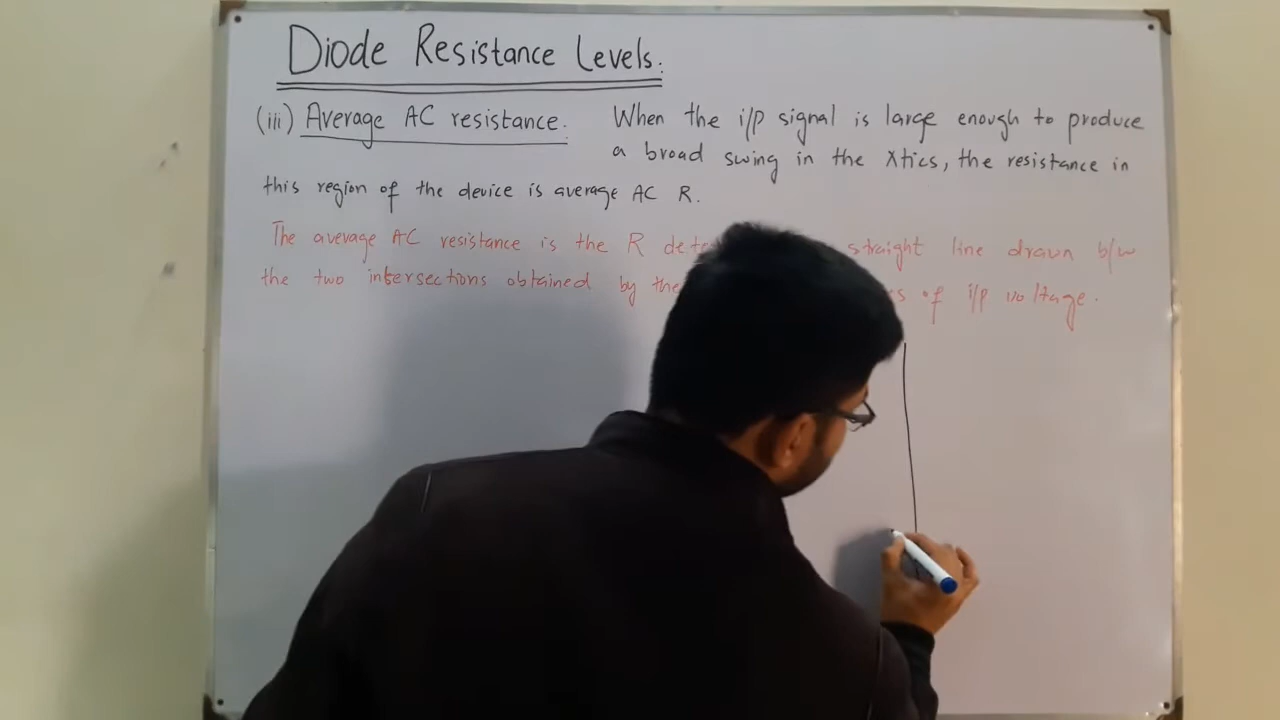 Diode Resistance Levels.
(iii) Average AC resistance. When the i/p signal is large enough to produce
a broad swing in the Xtics, the resistance in
this region of the device is average AC R.
The average AC resistance is the R straight line drawn b/w
the two intersections obtained by the of i/p voltage.